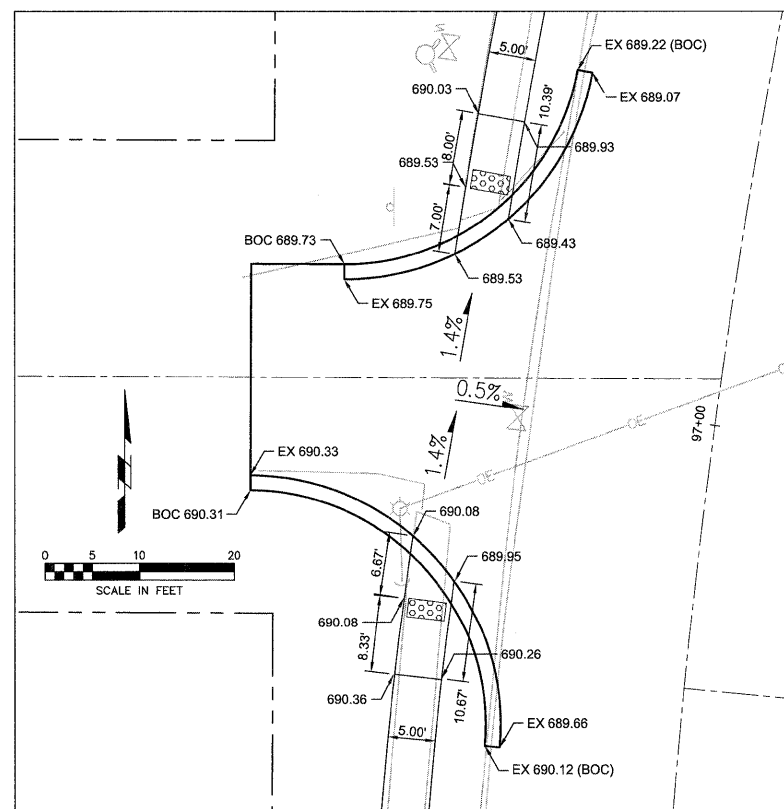 5.00'
EX 689.22 (BOC)
EX 689.07
690.03
10.39'
8.00'
689.93
689.53
7.00'
BOC 689.73
689.43
689.53
EX 689.75
1.4%
0.5%
97+00
OE
OE
1.4%
EX 690.33
BOC 690.31
690.08
0 5 10 20
SCALE IN FEET
6.67'
689.95
690.08
8.33'
690.26
690.36
10.67'
EX 689.66
5.00'
EX 690.12 (BOC)